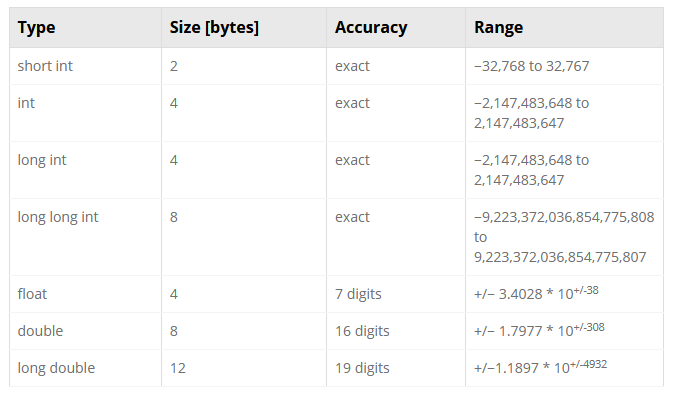 Type Size [bytes] Accuracy Range
short int 2 exact −32,768 to 32,767
int 4 exact −2,147,483,648 to
2,147,483,647
long int 4 exact −2,147,483,648 to
2,147,483,647
long long int 8 exact −9,223,372,036,854,775,808
to
9,223,372,036,854,775,807
float 4 7 digits +/− 3.4028 * 10+/-38
double 8 16 digits +/− 1.7977 * 10+/-308
long double 12 19 digits +/−1.1897 * 10+/-4932